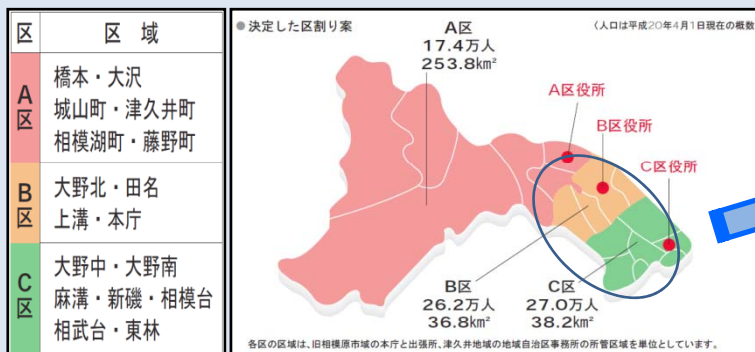 区 区 域
A区
橋本・大沢
城山町・津久井町
相模湖町・藤野町
B区
大野北・田名
上溝・本庁
C区
大野中・大野南
麻溝・新磯・相模台
相武台・東林
●決定した区割り案
〈人口は平成20年4月1日現在の概数
A区
17.4万人
253.8km²
A区役所
B区役所
C区役所
B区
26.2万人
36.8km²
C区
27.0万人
38.2km²
各区の区域は、旧相模原市域の本庁と出張所、津久井地域の地域自治区事務所の所管区域を単位としています。